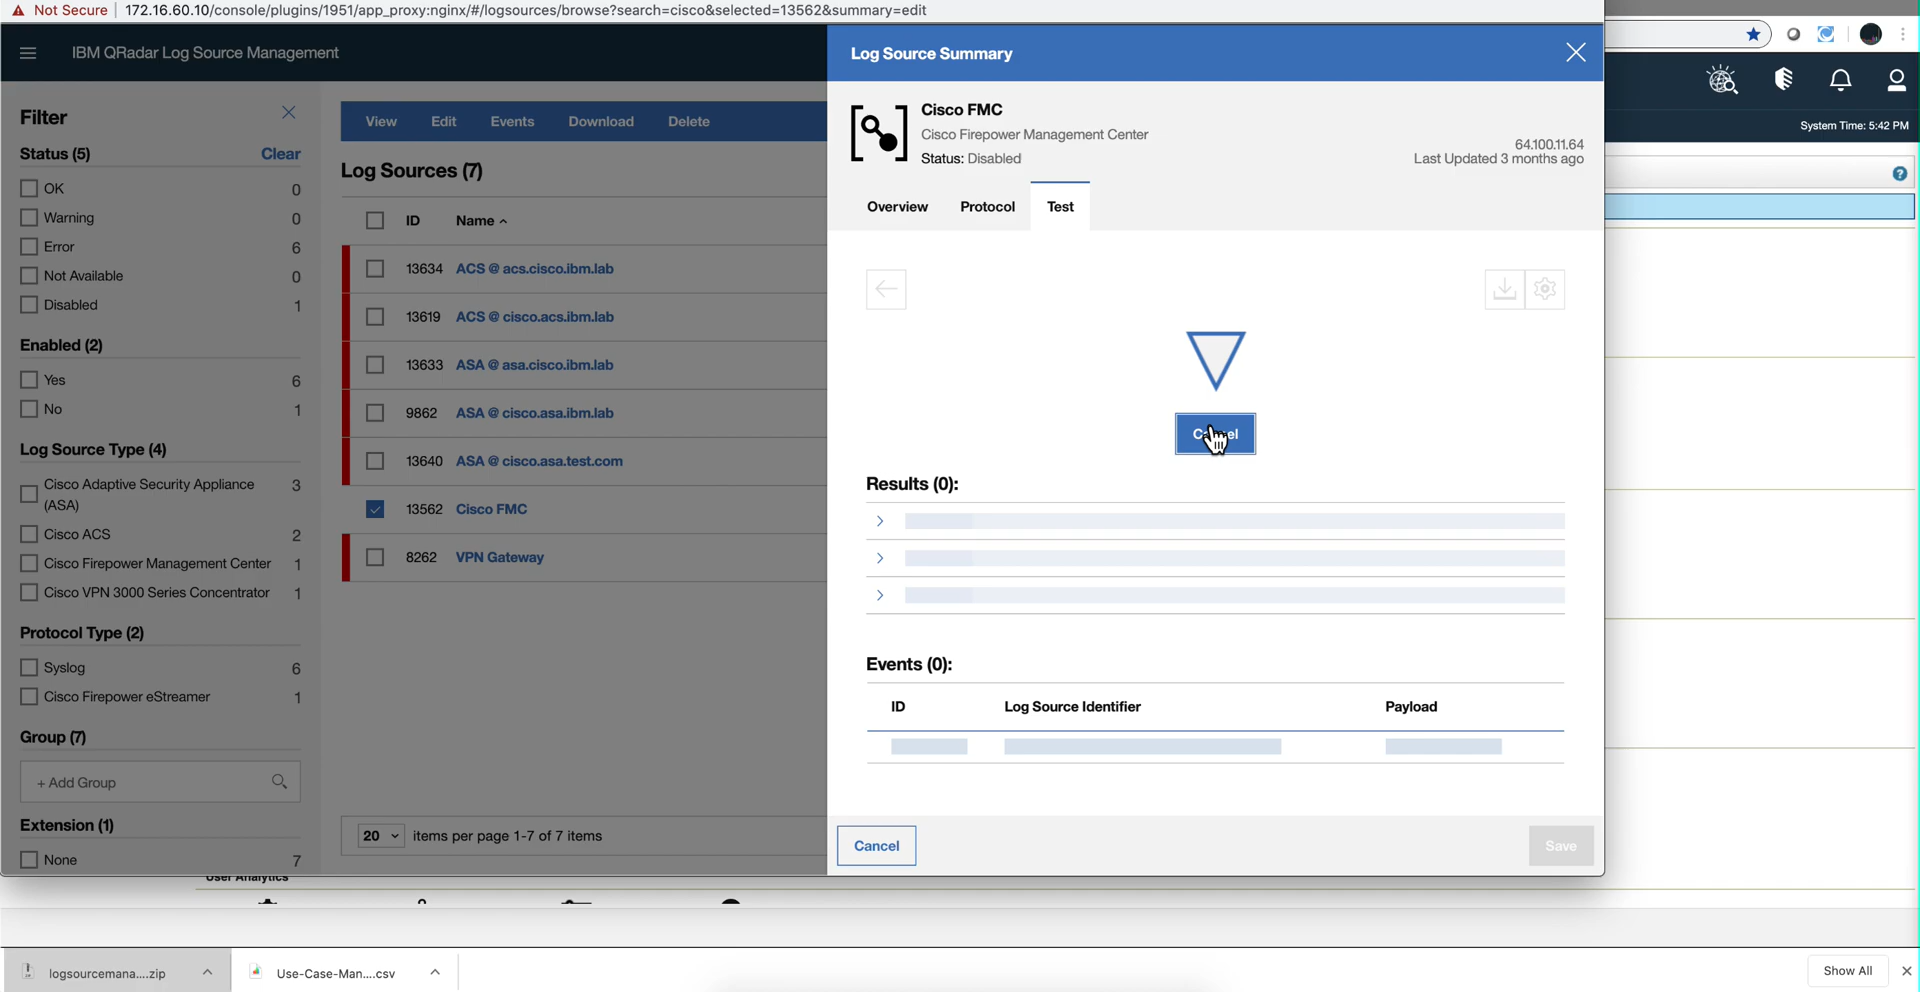 Not Secure 172.16.60.10/console/plugins/1951/app_proxy:nginx/#/logsources/browse?search=cisco&selected=13562&summary=edit
IBM QRadar Log Source Management
Log Source Summary
System Time: 5:42 PM
Filter
Status (5) Clear
OK 0
Warning 0
Error 6
Not Available 0
Disabled 1
Enabled (2)
Yes 6
No 1
Log Source Type (4)
Cisco Adaptive Security Appliance 3
(ASA)
Cisco ACS 2
Cisco Firepower Management Center 1
Cisco VPN 3000 Series Concentrator 1
Protocol Type (2)
Syslog 6
Cisco Firepower eStreamer 1
Group (7)
+ Add Group
Extension (1)
None 7
View Edit Events Download Delete
Log Sources (7)
ID Name
13634 ACS @ acs.cisco.ibm.lab
13619 ACS @ cisco.acs.ibm.lab
13633 ASA @ asa.cisco.ibm.lab
9862 ASA @ cisco.asa.ibm.lab
13640 ASA @ cisco.asa.test.com
13562 Cisco FMC
8262 VPN Gateway
20 items per page 1-7 of 7 items
Cisco FMC
Cisco Firepower Management Center
Status: Disabled
64.100.11.64
Last Updated 3 months ago
Overview Protocol Test
Results (0):
Events (0):
ID Log Source Identifier Payload
Cancel Save
User Analytics
logsourcemana....zip Use-Case-Man....csv Show All